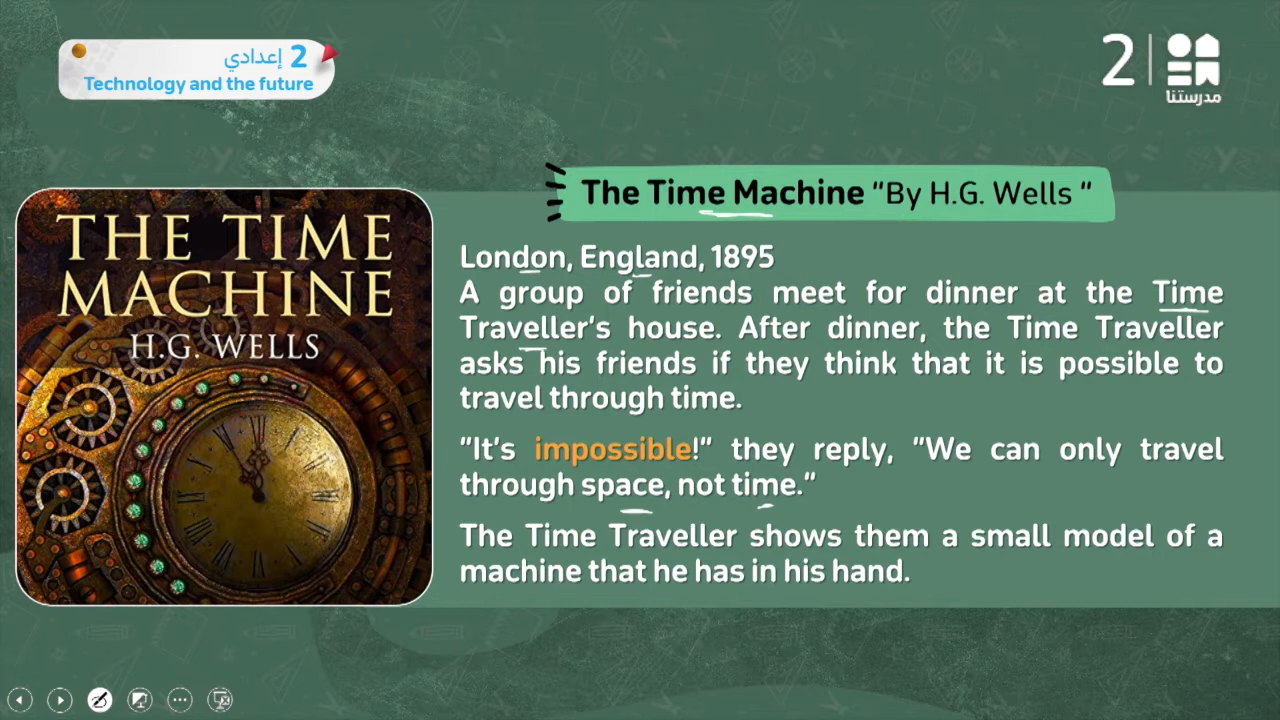 2 إعدادي
Technology and the future
2
مدرستنا
THE TIME
MACHINE
H.G. WELLS
The Time Machine "By H.G. Wells "
London, England, 1895
A group of friends meet for dinner at the Time
Traveller's house. After dinner, the Time Traveller
asks his friends if they think that it is possible to
travel through time.
"It's impossible!" they reply, "We can only travel
through space, not time."
The Time Traveller shows them a small model of a
machine that he has in his hand.